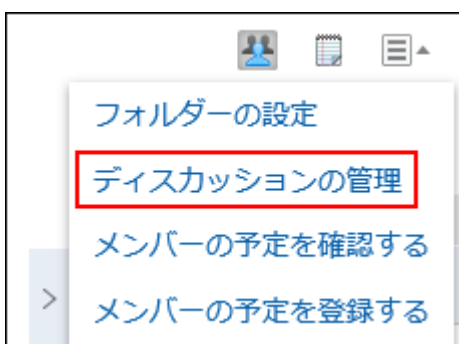 フォルダーの設定
ディスカッションの管理
メンバーの予定を確認する
メンバーの予定を登録する